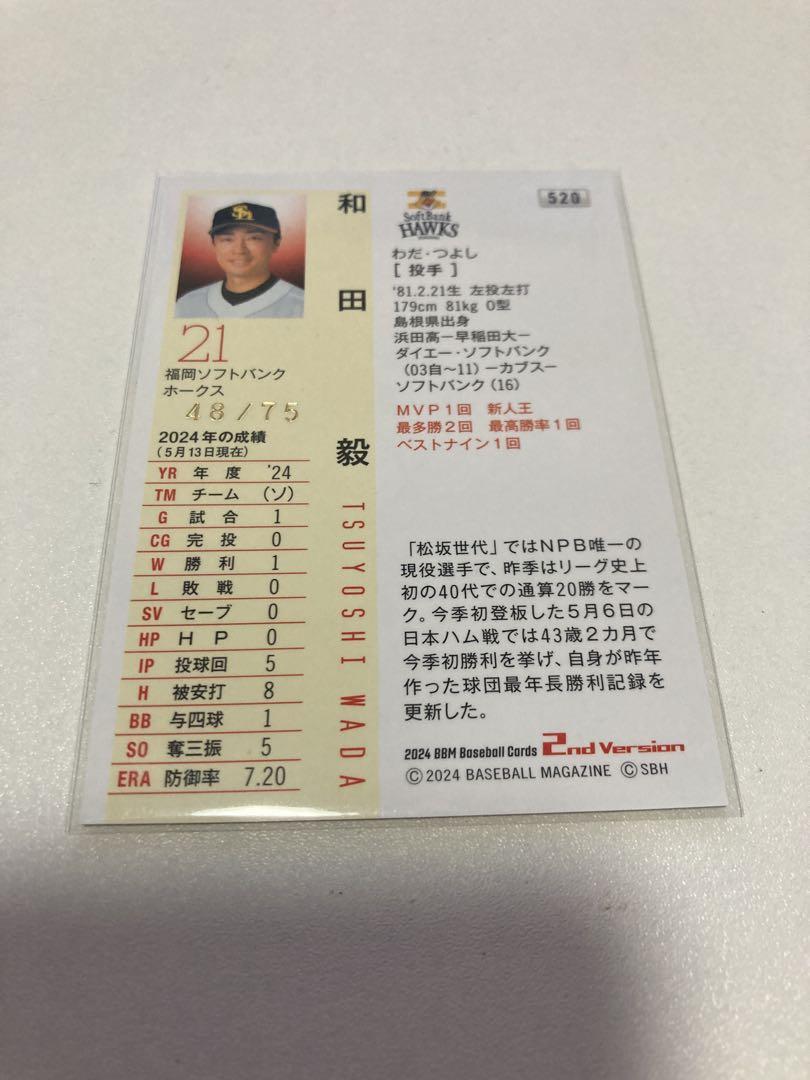 SM
和田毅
TSUYOSHI WADA
21
福岡ソフトバンク
ホークス
48/75
2024年の成績
(5月13日現在)
YR 年度 '24
TM チーム (ソ)
G 試合 1
CG 完投 0
W 勝利 1
L 敗戦 0
SV セーブ 0
HP HP 0
IP 投球回 5
H 被安打 8
BB 与四球 1
SO 奪三振 5
ERA 防御率 7.20
SoftBank
HAWKS
520
わだ・つよし
[投手]
'81.2.21生 左投左打
179cm 81kg O型
島根県出身
浜田高ー早稲田大ー
ダイエー・ソフトバンク
(03自〜11)ーカブスー
ソフトバンク(16)
MVP1回 新人王
最多勝2回 最高勝率1回
ベストナイン1回
「松坂世代」ではNPB唯一の
現役選手で、昨季はリーグ史上
初の40代での通算20勝をマー
ク。今季初登板した5月6日の
日本ハム戦では43歳2カ月で
今季初勝利を挙げ、自身が昨年
作った球団最年長勝利記録を
更新した。
2024 BBM Baseball Cards 2nd Version
©2024 BASEBALL MAGAZINE ©SBH